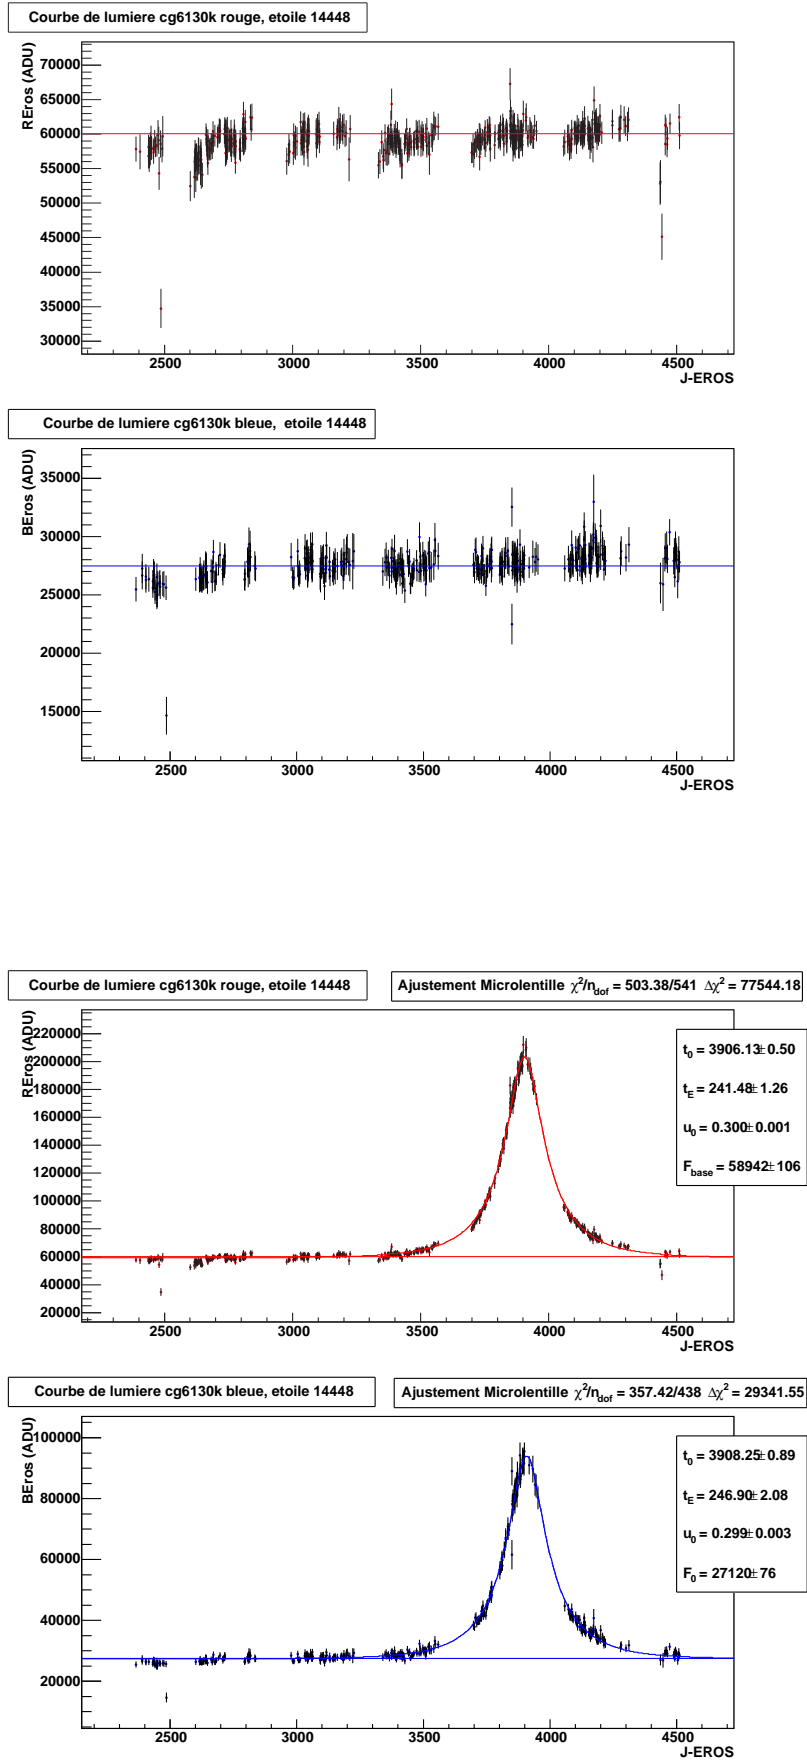 Courbe de lumiere cg6130k rouge, etoile 14448
REros (ADU)
70000
65000
60000
55000
50000
45000
40000
35000
30000
2500 3000 3500 4000 4500
J-EROS
Courbe de lumiere cg6130k bleue, etoile 14448
BEros (ADU)
35000
30000
25000
20000
15000
2500 3000 3500 4000 4500
J-EROS
Courbe de lumiere cg6130k rouge, etoile 14448
Ajustement Microlentille χ²/n_dof = 503.38/541 Δχ² = 77544.18
REros (ADU)
220000
200000
180000
160000
140000
120000
100000
80000
60000
40000
20000
t₀ = 3906.13± 0.50
t_E = 241.48± 1.26
u₀ = 0.300± 0.001
F_base = 58942± 106
2500 3000 3500 4000 4500
J-EROS
Courbe de lumiere cg6130k bleue, etoile 14448
Ajustement Microlentille χ²/n_dof = 357.42/438 Δχ² = 29341.55
BEros (ADU)
100000
80000
60000
40000
20000
t₀ = 3908.25± 0.89
t_E = 246.90± 2.08
u₀ = 0.299± 0.003
F₀ = 27120± 76
2500 3000 3500 4000 4500
J-EROS